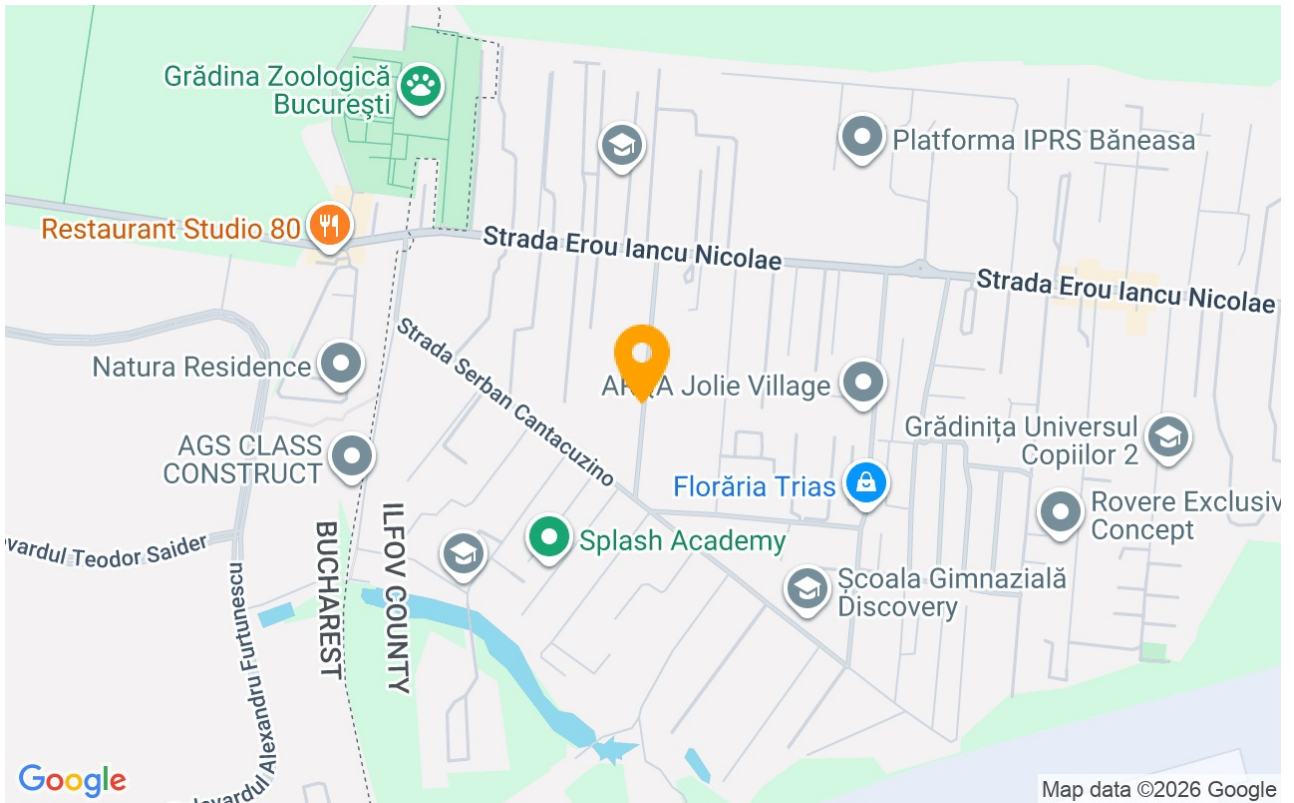 Grădina Zoologică
București
Platforma IPRS Băneasa
Restaurant Studio 80
Strada Erou Iancu Nicolae
Strada Erou Iancu Nicolae
Strada Serban Cantacuzino
Natura Residence
Jolie Village
Grădinița Universul
Copiilor 2
AGS CLASS
CONSTRUCT
Florăria Trias
Rovere Exclusiv
Concept
vardul Teodor Saider
BUCHAREST
ILFOV COUNTY
Splash Academy
Școala Gimnazială
Discovery
levardul Alexandru Furtunescu
Google
Map data ©2026 Google